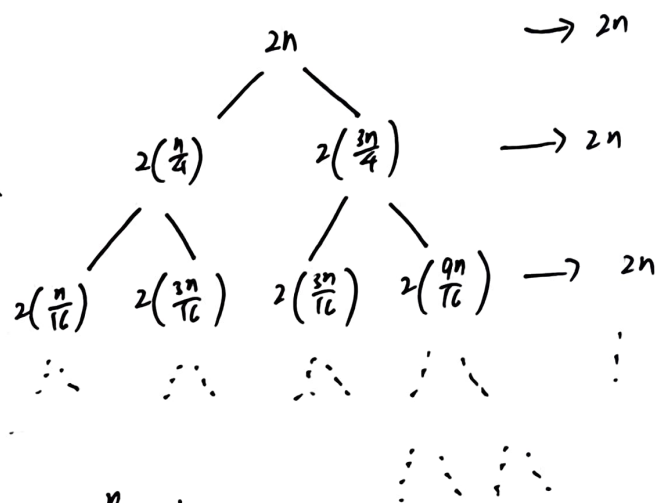 2n → 2n
2(n/4) 2(3n/4) → 2n
2(n/16) 2(3n/16) 2(3n/16) 2(9n/16) → 2n